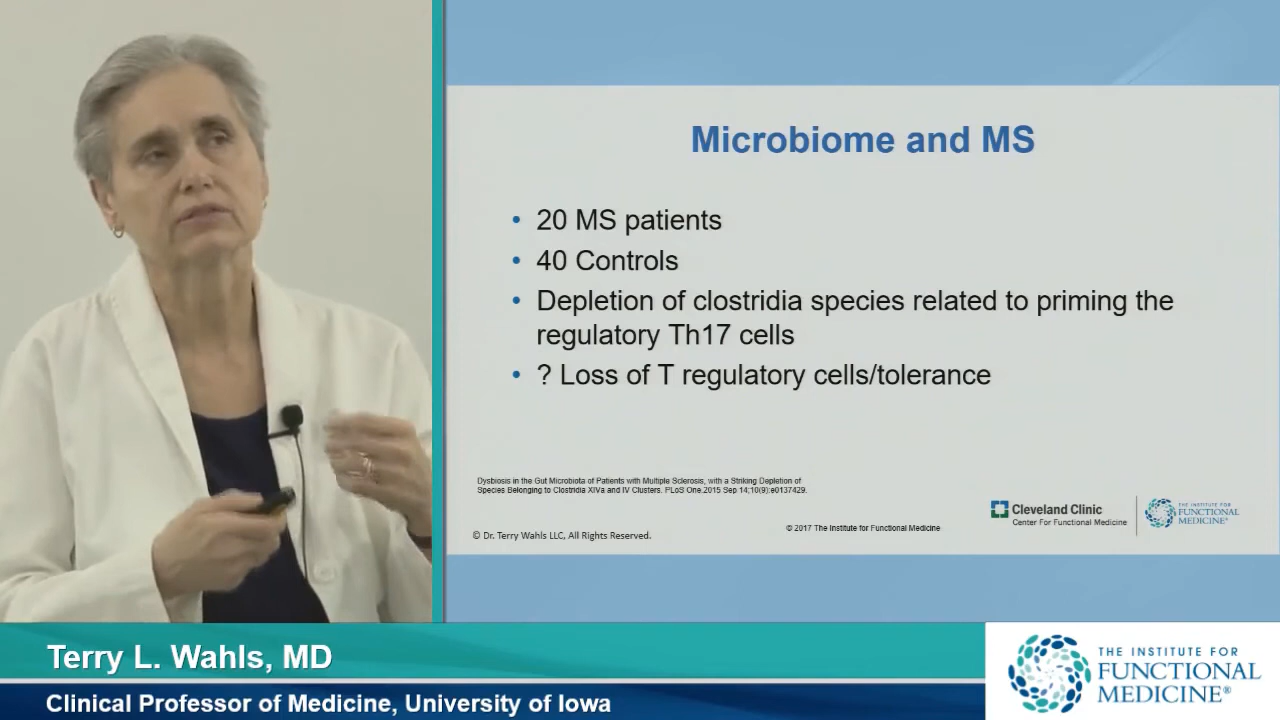 Microbiome and MS
• 20 MS patients
• 40 Controls
• Depletion of clostridia species related to priming the
regulatory Th17 cells
• ? Loss of T regulatory cells/tolerance
Dysbiosis in the Gut Microbiota of Patients with Multiple Sclerosis, with a Striking Depletion of
Species Belonging to Clostridia XIVa and IV Clusters. PLoS One.2015 Sep 14;10(9):e0137429.
© Dr. Terry Wahls LLC, All Rights Reserved.
© 2017 The Institute for Functional Medicine
Cleveland Clinic
Center For Functional Medicine
THE INSTITUTE FOR
FUNCTIONAL
MEDICINE®
Terry L. Wahls, MD
Clinical Professor of Medicine, University of Iowa
THE INSTITUTE FOR
FUNCTIONAL
MEDICINE®